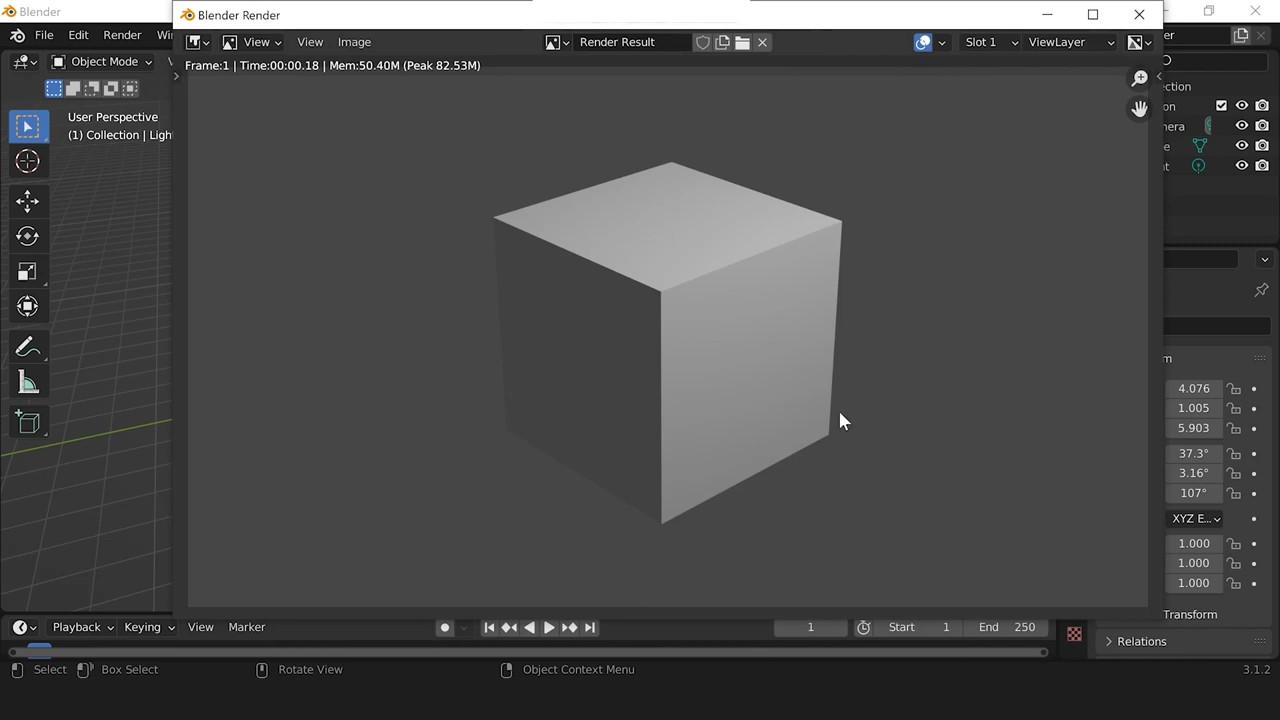 Blender
Blender Render
File Edit Render
View View Image Render Result Slot 1 ViewLayer
Object Mode
Frame:1 | Time:00:00.18 | Mem:50.40M (Peak 82.53M)
User Perspective
(1) Collection | Light
4.076
1.005
5.903
37.3°
3.16°
107°
XYZ E...
1.000
1.000
1.000
Transform
Relations
Playback Keying View Marker 1 Start 1 End 250
Select Box Select Rotate View Object Context Menu 3.1.2